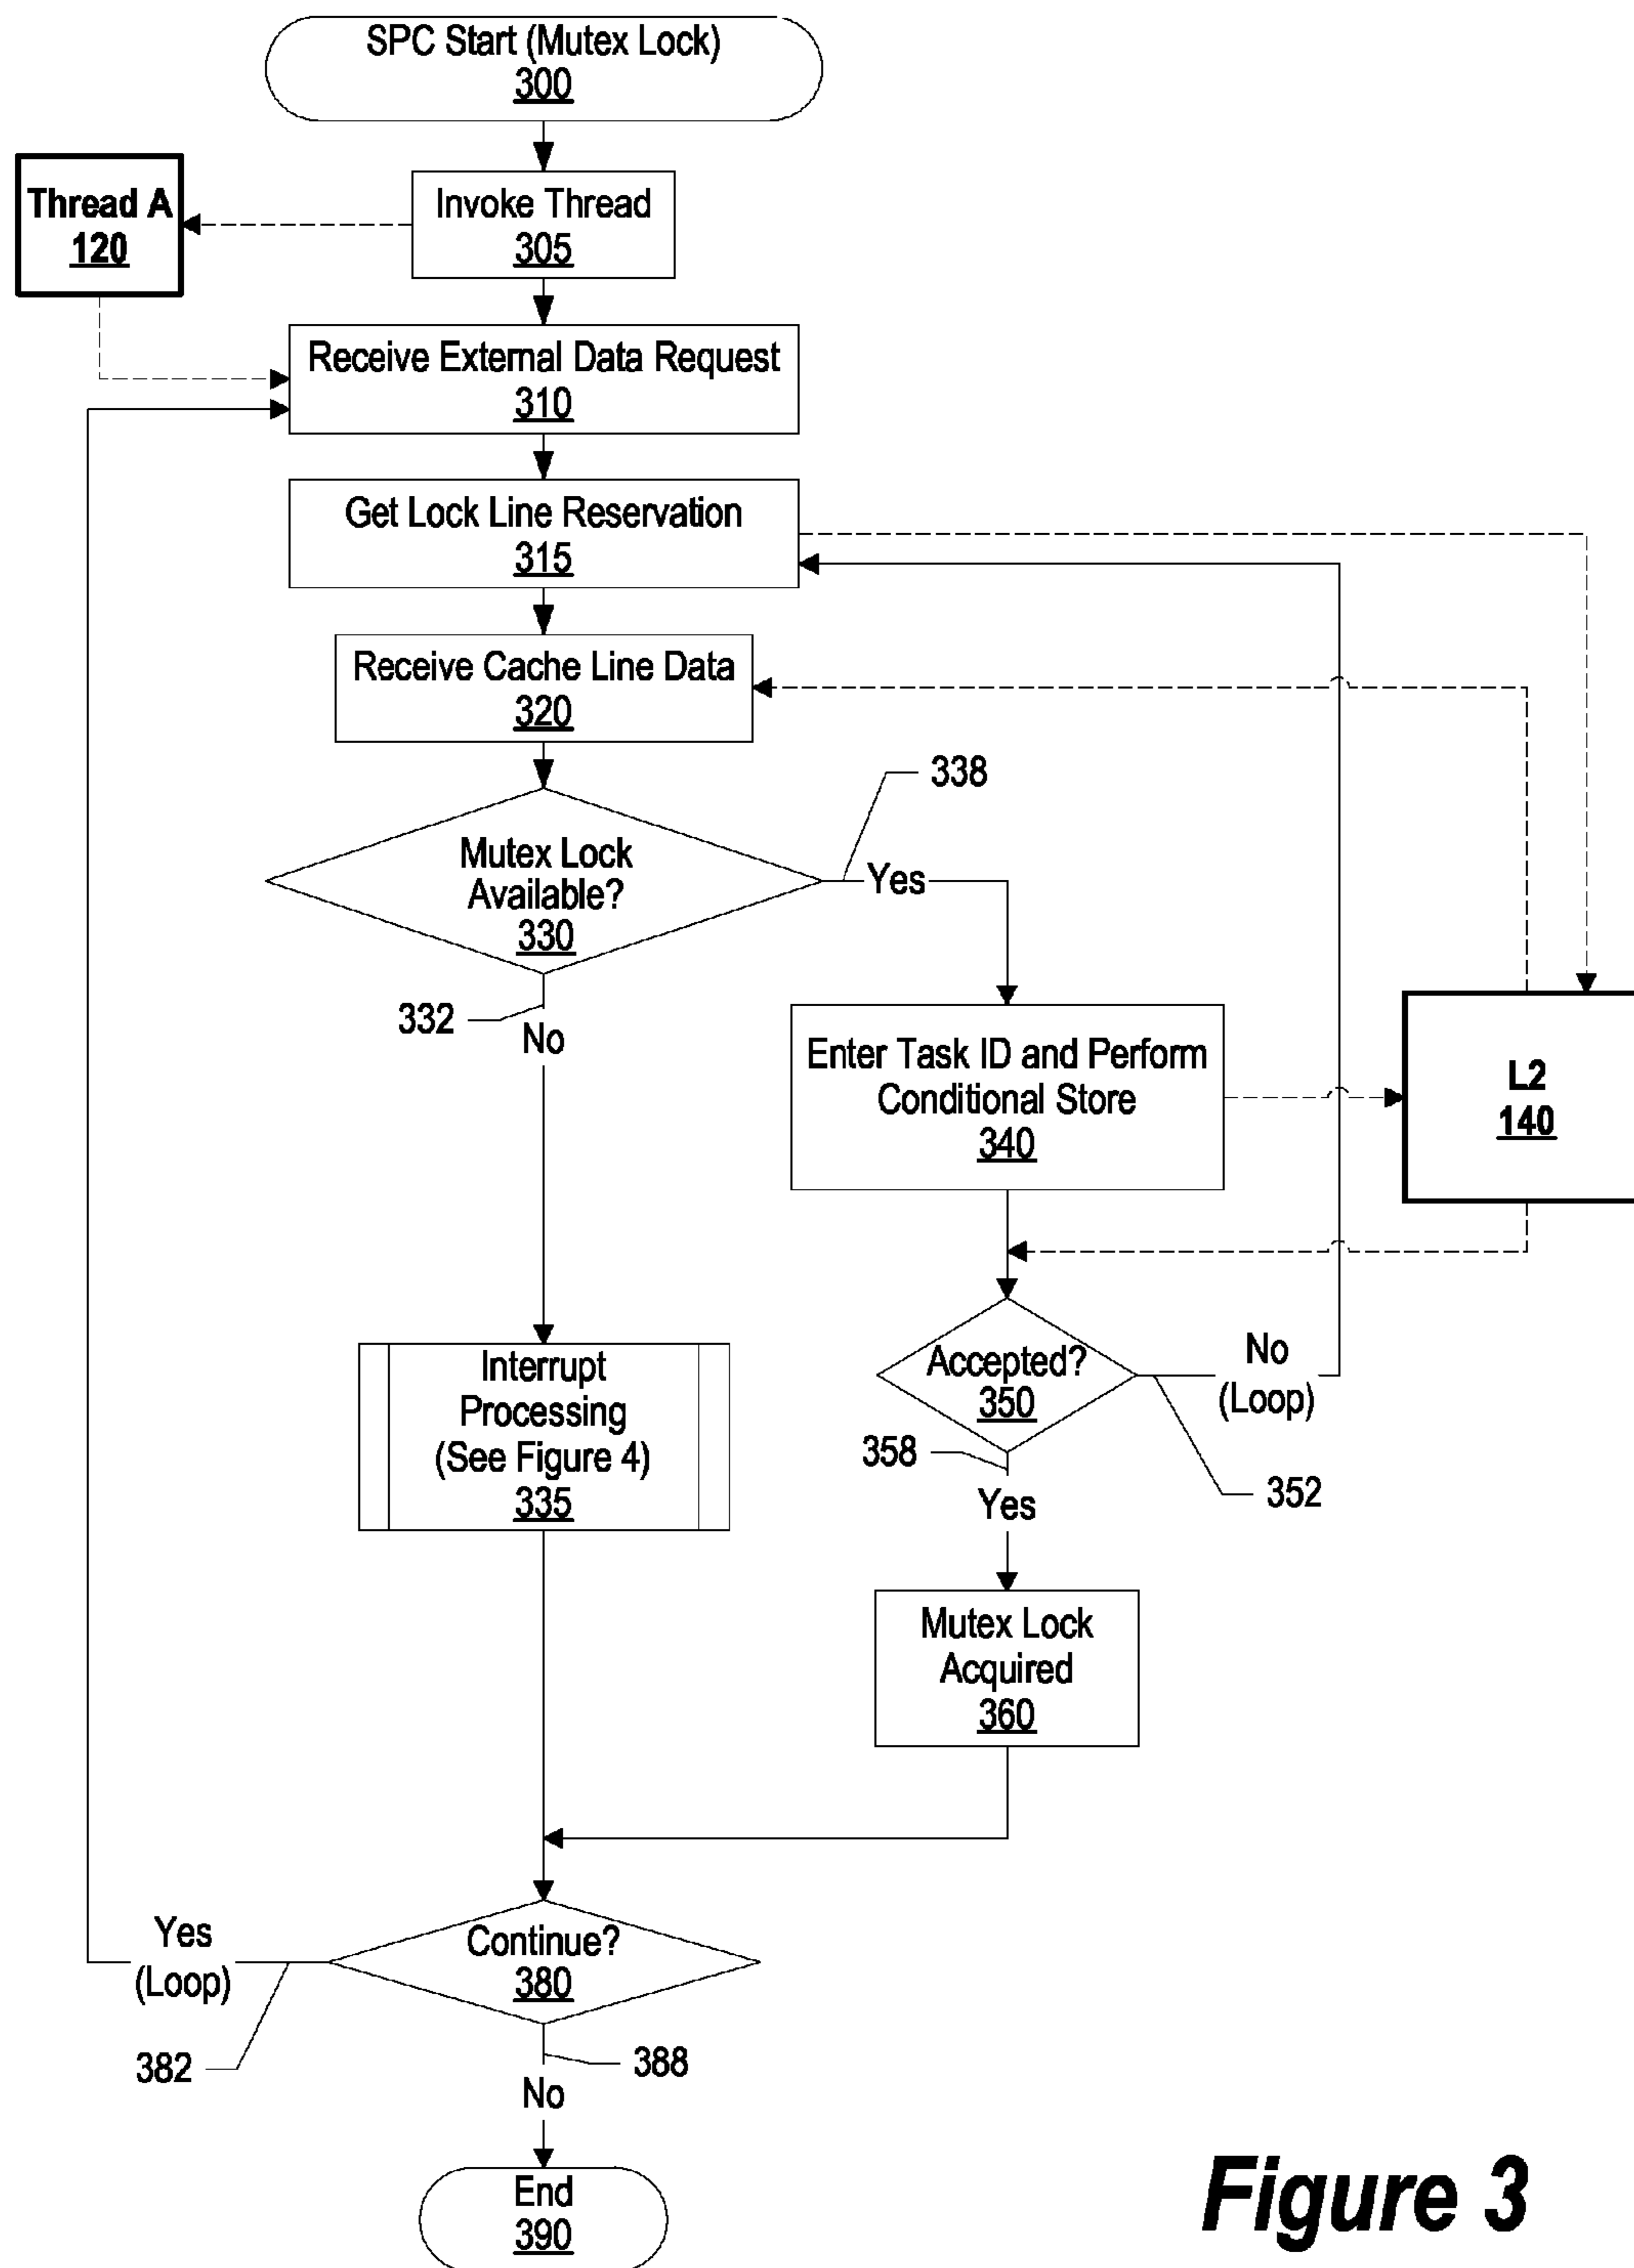 SPC Start (Mutex Lock)
300
Thread A
120
Invoke Thread
305
Receive External Data Request
310
Get Lock Line Reservation
315
Receive Cache Line Data
320
338
Mutex Lock
Available?
330
Yes
332
No
Enter Task ID and Perform
Conditional Store
340
L2
140
Interrupt
Processing
(See Figure 4)
335
Accepted?
350
No
(Loop)
358
352
Yes
Mutex Lock
Acquired
360
Continue?
380
Yes
(Loop)
382
388
No
End
390
Figure 3